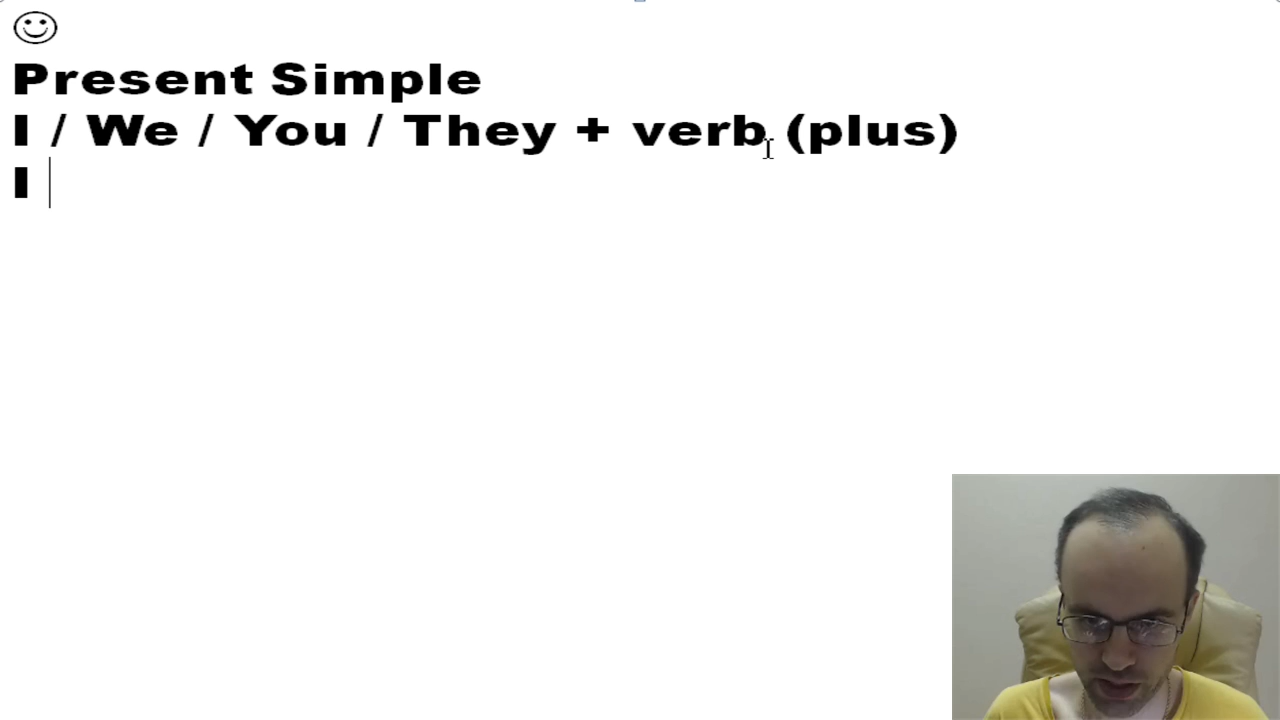 ☺
Present Simple
I / We / You / They + verb (plus)
I